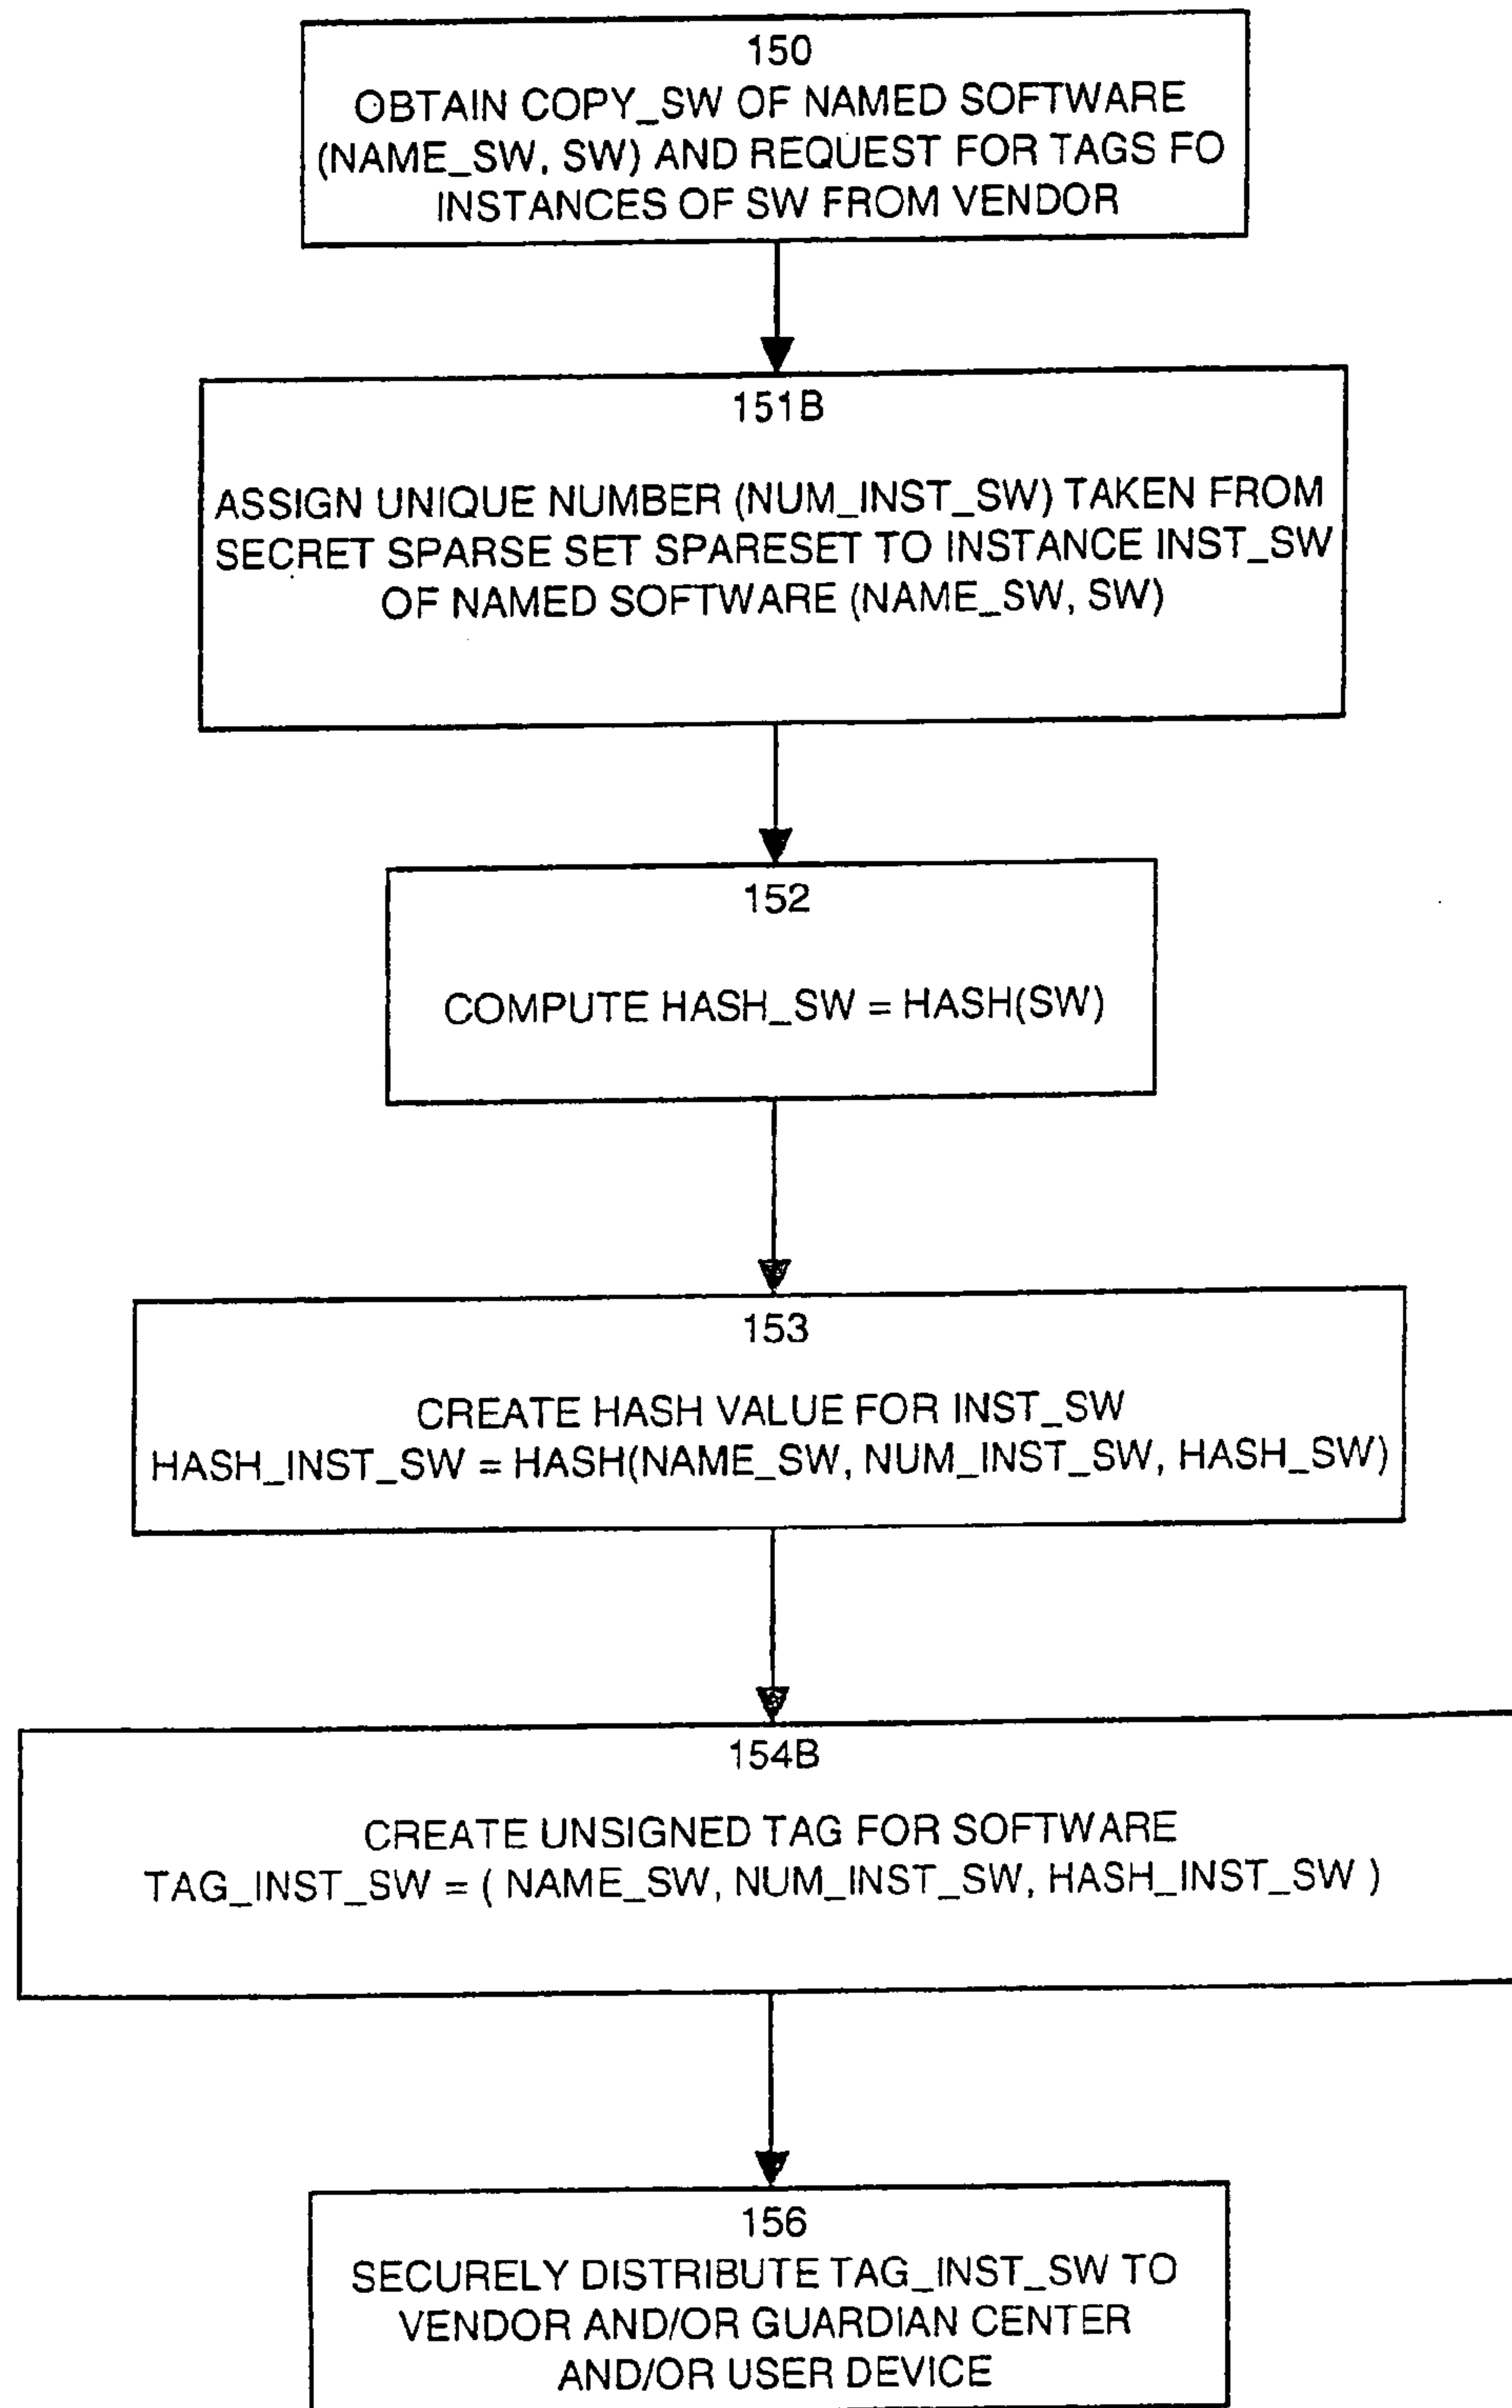 150
OBTAIN COPY_SW OF NAMED SOFTWARE
(NAME_SW, SW) AND REQUEST FOR TAGS FO
INSTANCES OF SW FROM VENDOR
151B
ASSIGN UNIQUE NUMBER (NUM_INST_SW) TAKEN FROM
SECRET SPARSE SET SPARESET TO INSTANCE INST_SW
OF NAMED SOFTWARE (NAME_SW, SW)
152
COMPUTE HASH_SW = HASH(SW)
153
CREATE HASH VALUE FOR INST_SW
HASH_INST_SW = HASH(NAME_SW, NUM_INST_SW, HASH_SW)
154B
CREATE UNSIGNED TAG FOR SOFTWARE
TAG_INST_SW = ( NAME_SW, NUM_INST_SW, HASH_INST_SW )
156
SECURELY DISTRIBUTE TAG_INST_SW TO
VENDOR AND/OR GUARDIAN CENTER
AND/OR USER DEVICE